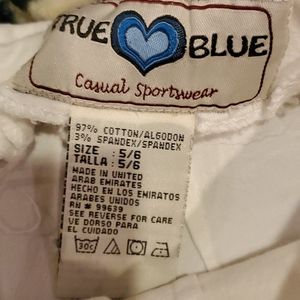 TRUE BLUE
Casual Sportswear
97% COTTON/ALGODON
3% SPANDEX/SPANDEX
SIZE : 5/6
TALLA : 5/6
MADE IN UNITED
ARAB EMIRATES
HECHO EN LOS EMIRATOS
ARABES UNIDOS
RN # 99639
SEE REVERSE FOR CARE
VE DORSO PARA
EL CUIDADO
30C